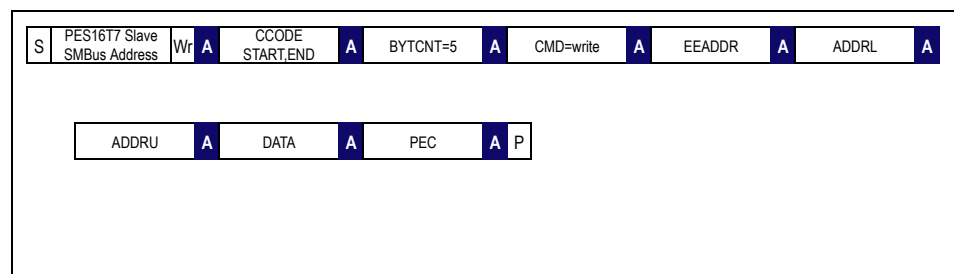 S PES16T7 Slave SMBus Address Wr A CCODE START,END A BYTCNT=5 A CMD=write A EEADDR A ADDRL A
ADDRU A DATA A PEC A P